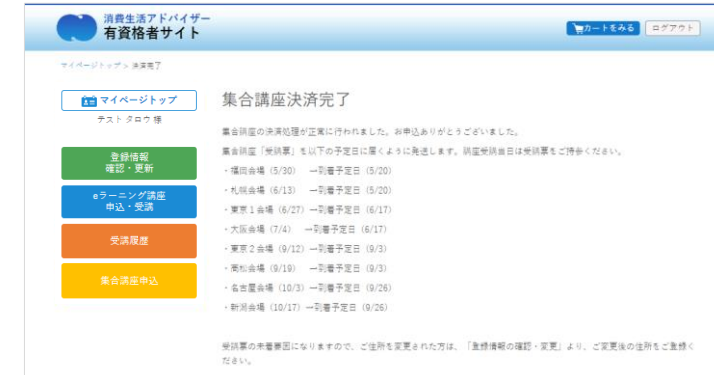 消費生活アドバイザー
有資格者サイト
カートをみる
ログアウト
マイページトップ > 決済完了
マイページトップ
テスト タロウ 様
登録情報
確認・更新
eラーニング講座
申込・受講
受講履歴
集合講座申込
集合講座決済完了
集合講座の決済処理が正常に行われました。お申込ありがとうございました。
集合講座「受講票」を以下の予定日に届くように発送します。講座受講当日は受講票をご持参ください。
・福岡会場（5/30） →到着予定日（5/20）
・札幌会場（6/13） →到着予定日（5/20）
・東京１会場（6/27）→到着予定日（6/17）
・大阪会場（7/4） →到着予定日（6/17）
・東京２会場（9/12）→到着予定日（9/3）
・高松会場（9/19） →到着予定日（9/3）
・名古屋会場（10/3）→到着予定日（9/26）
・新潟会場（10/17）→到着予定日（9/26）
受講票の未着要因になりますので、ご住所を変更された方は、「登録情報の確認・変更」より、ご変更後の住所をご登録く
ださい。